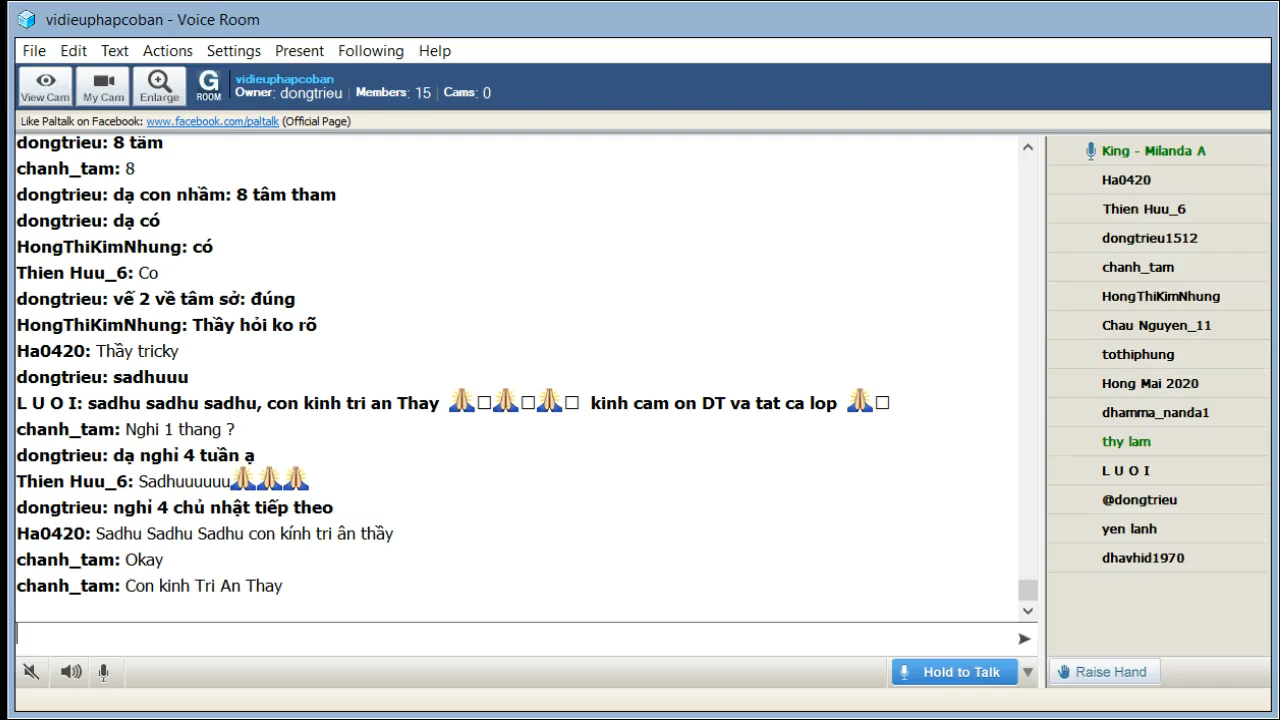 vidieuphapcoban - Voice Room
File Edit Text Actions Settings Present Following Help
View Cam My Cam Enlarge G ROOM
vidieuphapcoban
Owner: dongtrieu Members: 15 Cams: 0
Like Paltalk on Facebook: www.facebook.com/paltalk (Official Page)
dongtrieu: 8 tâm
chanh_tam: 8
dongtrieu: dạ con nhầm: 8 tâm tham
dongtrieu: dạ có
HongThiKimNhung: có
Thien Huu_6: Co
dongtrieu: vế 2 về tâm sở: đúng
HongThiKimNhung: Thầy hỏi ko rõ
Ha0420: Thầy tricky
dongtrieu: sadhuuu
L U O I: sadhu sadhu sadhu, con kinh tri an Thay 🙏□🙏□🙏□ kinh cam on DT va tat ca lop 🙏□
chanh_tam: Nghi 1 thang ?
dongtrieu: dạ nghỉ 4 tuần ạ
Thien Huu_6: Sadhuuuuuu🙏🙏🙏
dongtrieu: nghỉ 4 chủ nhật tiếp theo
Ha0420: Sadhu Sadhu Sadhu con kính tri ân thầy
chanh_tam: Okay
chanh_tam: Con kinh Tri An Thay
Hold to Talk
King - Milanda A
Ha0420
Thien Huu_6
dongtrieu1512
chanh_tam
HongThiKimNhung
Chau Nguyen_11
tothiphung
Hong Mai 2020
dhamma_nanda1
thy lam
L U O I
@dongtrieu
yen lanh
dhavhid1970
Raise Hand